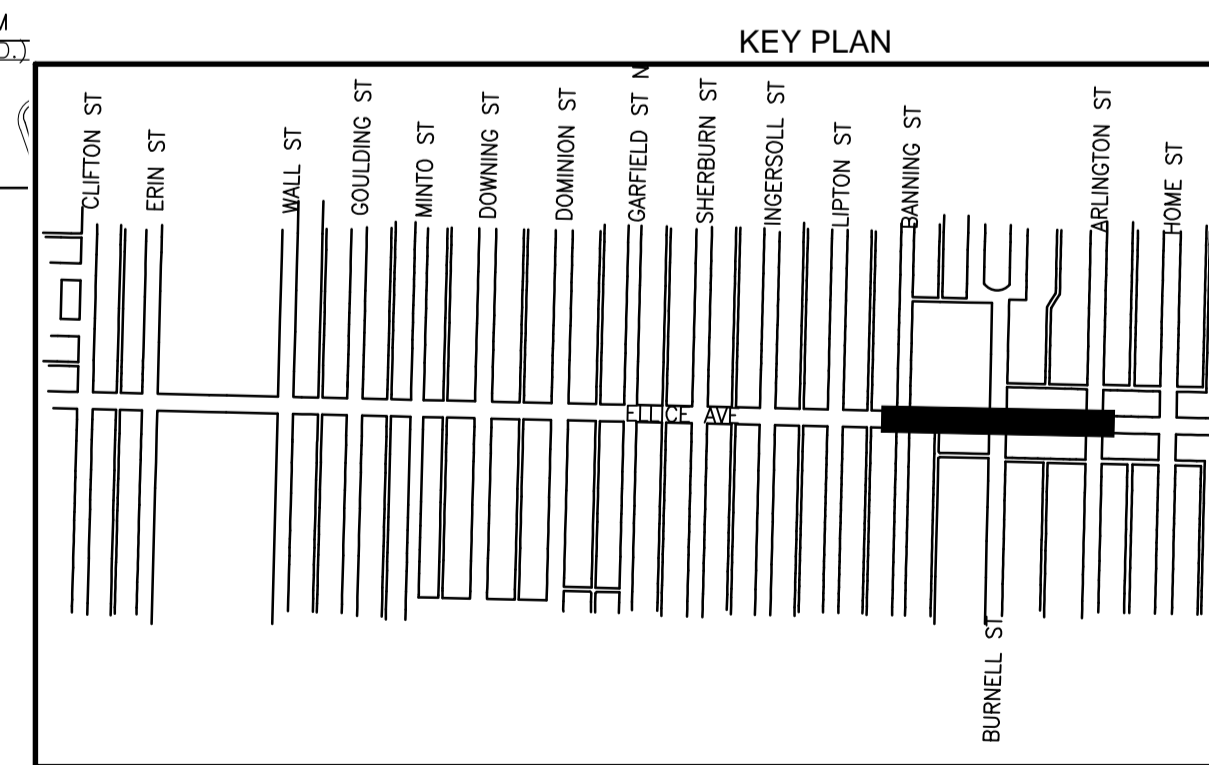 M
KEY PLAN
CLIFTON ST
ERIN ST
WALL ST
GOULDING ST
MINTO ST
DOWNING ST
DOMINION ST
GARFIELD ST N
SHERBURN ST
INGERSOLL ST
LIPTON ST
BANNING ST
ARLINGTON ST
HOME ST
ELLICE AVE
BURNELL ST